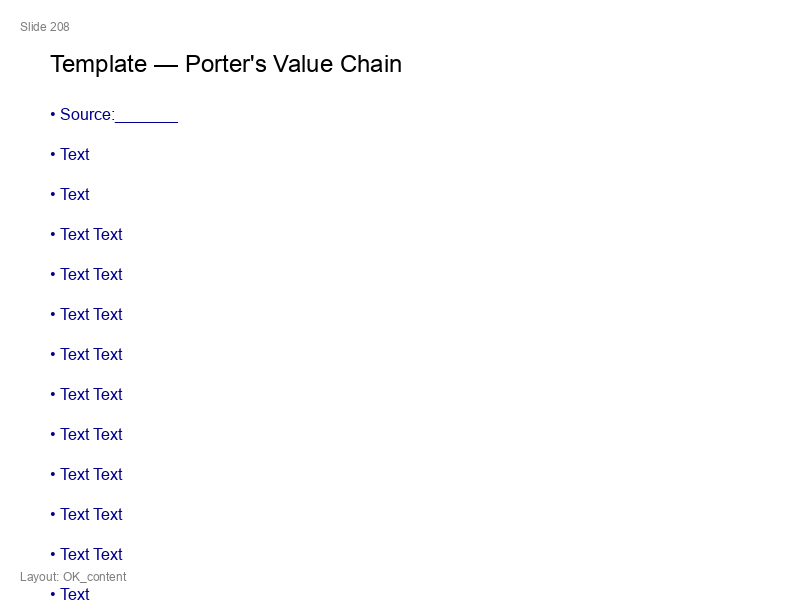 Slide 208
Template — Porter's Value Chain
• Source:_______
• Text
• Text
• Text Text
• Text Text
• Text Text
• Text Text
• Text Text
• Text Text
• Text Text
• Text Text
• Text Text
Layout: OK_content
• Text